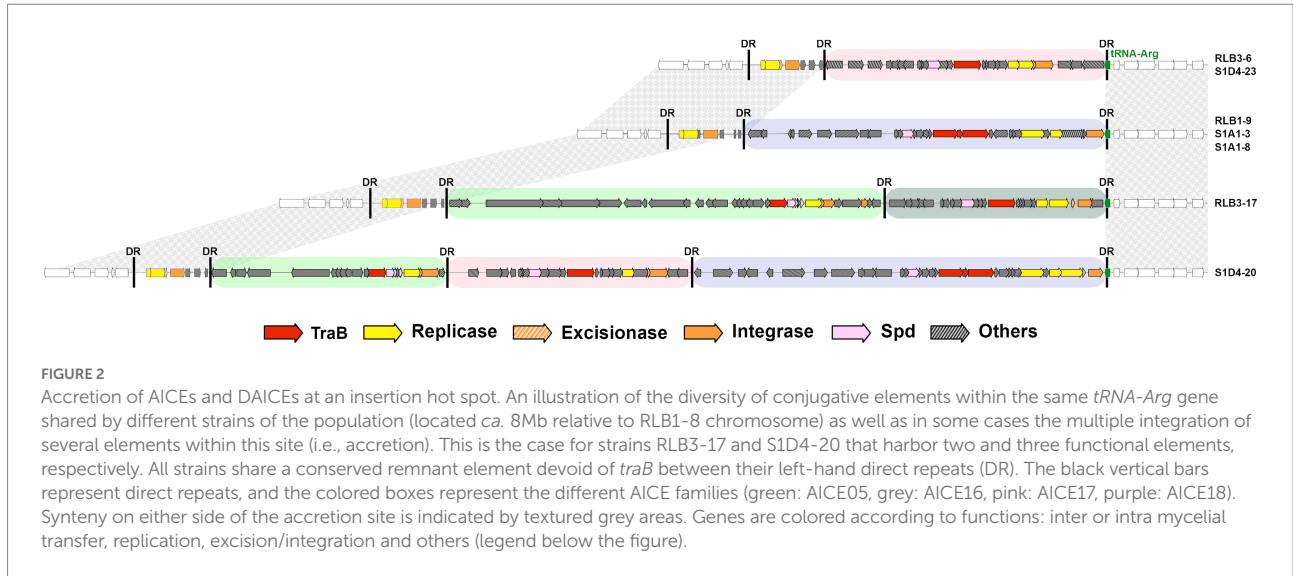 DR DR DR
tRNA-Arg
RLB3-6
S1D4-23
DR DR DR
RLB1-9
S1A1-3
S1A1-8
DR DR DR DR
RLB3-17
DR DR DR DR DR
S1D4-20
TraB Replicase Excisionase Integrase Spd Others
FIGURE 2
Accretion of AICEs and DAICEs at an insertion hot spot. An illustration of the diversity of conjugative elements within the same tRNA-Arg gene
shared by different strains of the population (located ca. 8Mb relative to RLB1-8 chromosome) as well as in some cases the multiple integration of
several elements within this site (i.e., accretion). This is the case for strains RLB3-17 and S1D4-20 that harbor two and three functional elements,
respectively. All strains share a conserved remnant element devoid of traB between their left-hand direct repeats (DR). The black vertical bars
represent direct repeats, and the colored boxes represent the different AICE families (green: AICE05, grey: AICE16, pink: AICE17, purple: AICE18).
Synteny on either side of the accretion site is indicated by textured grey areas. Genes are colored according to functions: inter or intra mycelial
transfer, replication, excision/integration and others (legend below the figure).